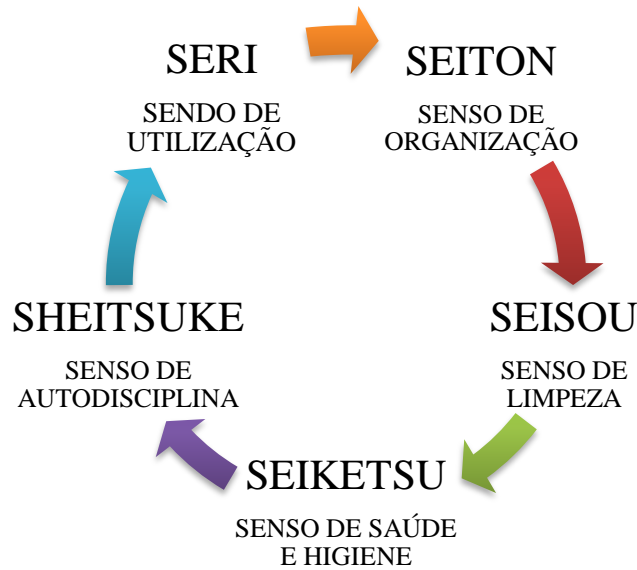 SERI
SENDO DE
UTILIZAÇÃO
SEITON
SENSO DE
ORGANIZAÇÃO
SEISOU
SENSO DE
LIMPEZA
SEIKETSU
SENSO DE SAÚDE
E HIGIENE
SHEITSUKE
SENSO DE
AUTODISCIPLINA